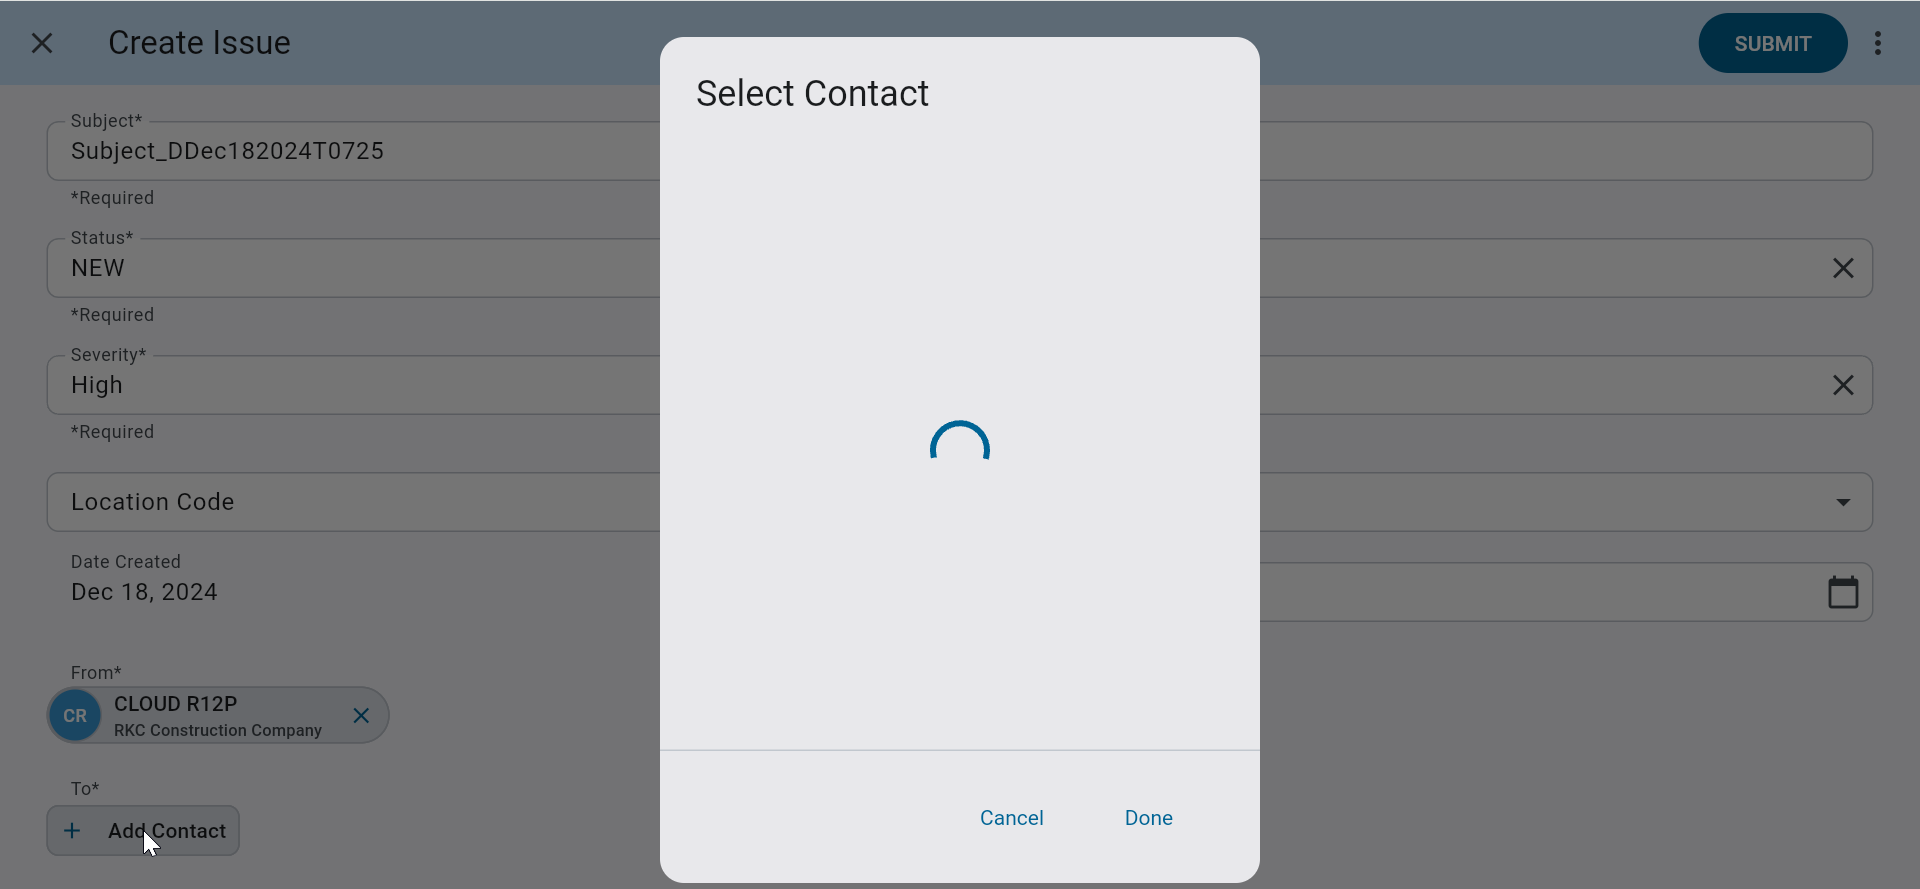 Create Issue
SUBMIT
Select Contact
Subject*
Subject_DDec182024T0725
*Required
Status*
NEW
*Required
Severity*
High
*Required
Location Code
Date Created
Dec 18, 2024
From*
CR
CLOUD R12P
RKC Construction Company
To*
Add Contact
Cancel
Done